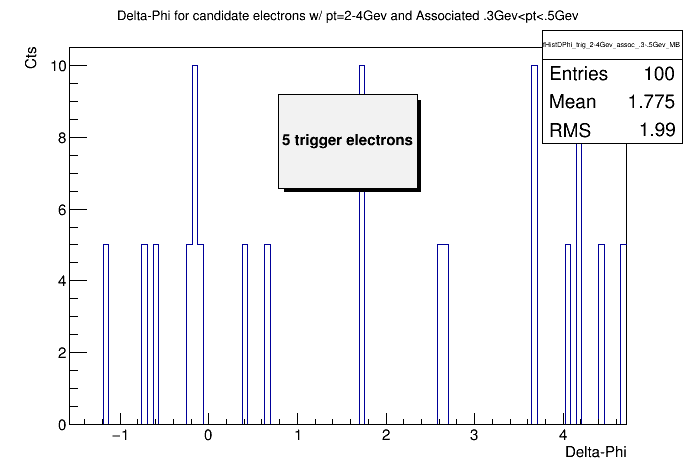 Delta-Phi for candidate electrons w/ pt=2-4Gev and Associated .3Gev<pt<.5Gev
Cts
fHistDPhi_trig_2-4Gev_assoc_.3-.5Gev_MB
Entries 100
Mean 1.775
RMS 1.99
5 trigger electrons
10
8
6
4
2
0
−1 0 1 2 3 4
Delta-Phi